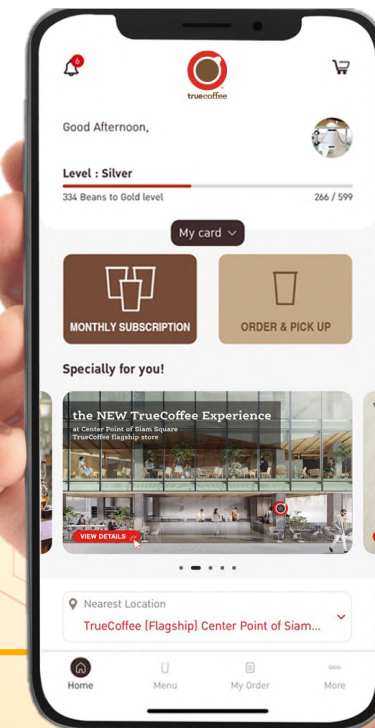 6
truecoffee
Good Afternoon,
Level : Silver
334 Beans to Gold level
266 / 599
My card
MONTHLY SUBSCRIPTION
ORDER & PICK UP
Specially for you!
the NEW TrueCoffee Experience
at Center Point of Siam Square
TrueCoffee flagship store
VIEW DETAILS
Nearest Location
TrueCoffee (Flagship) Center Point of Siam...
Home
Menu
My Order
More